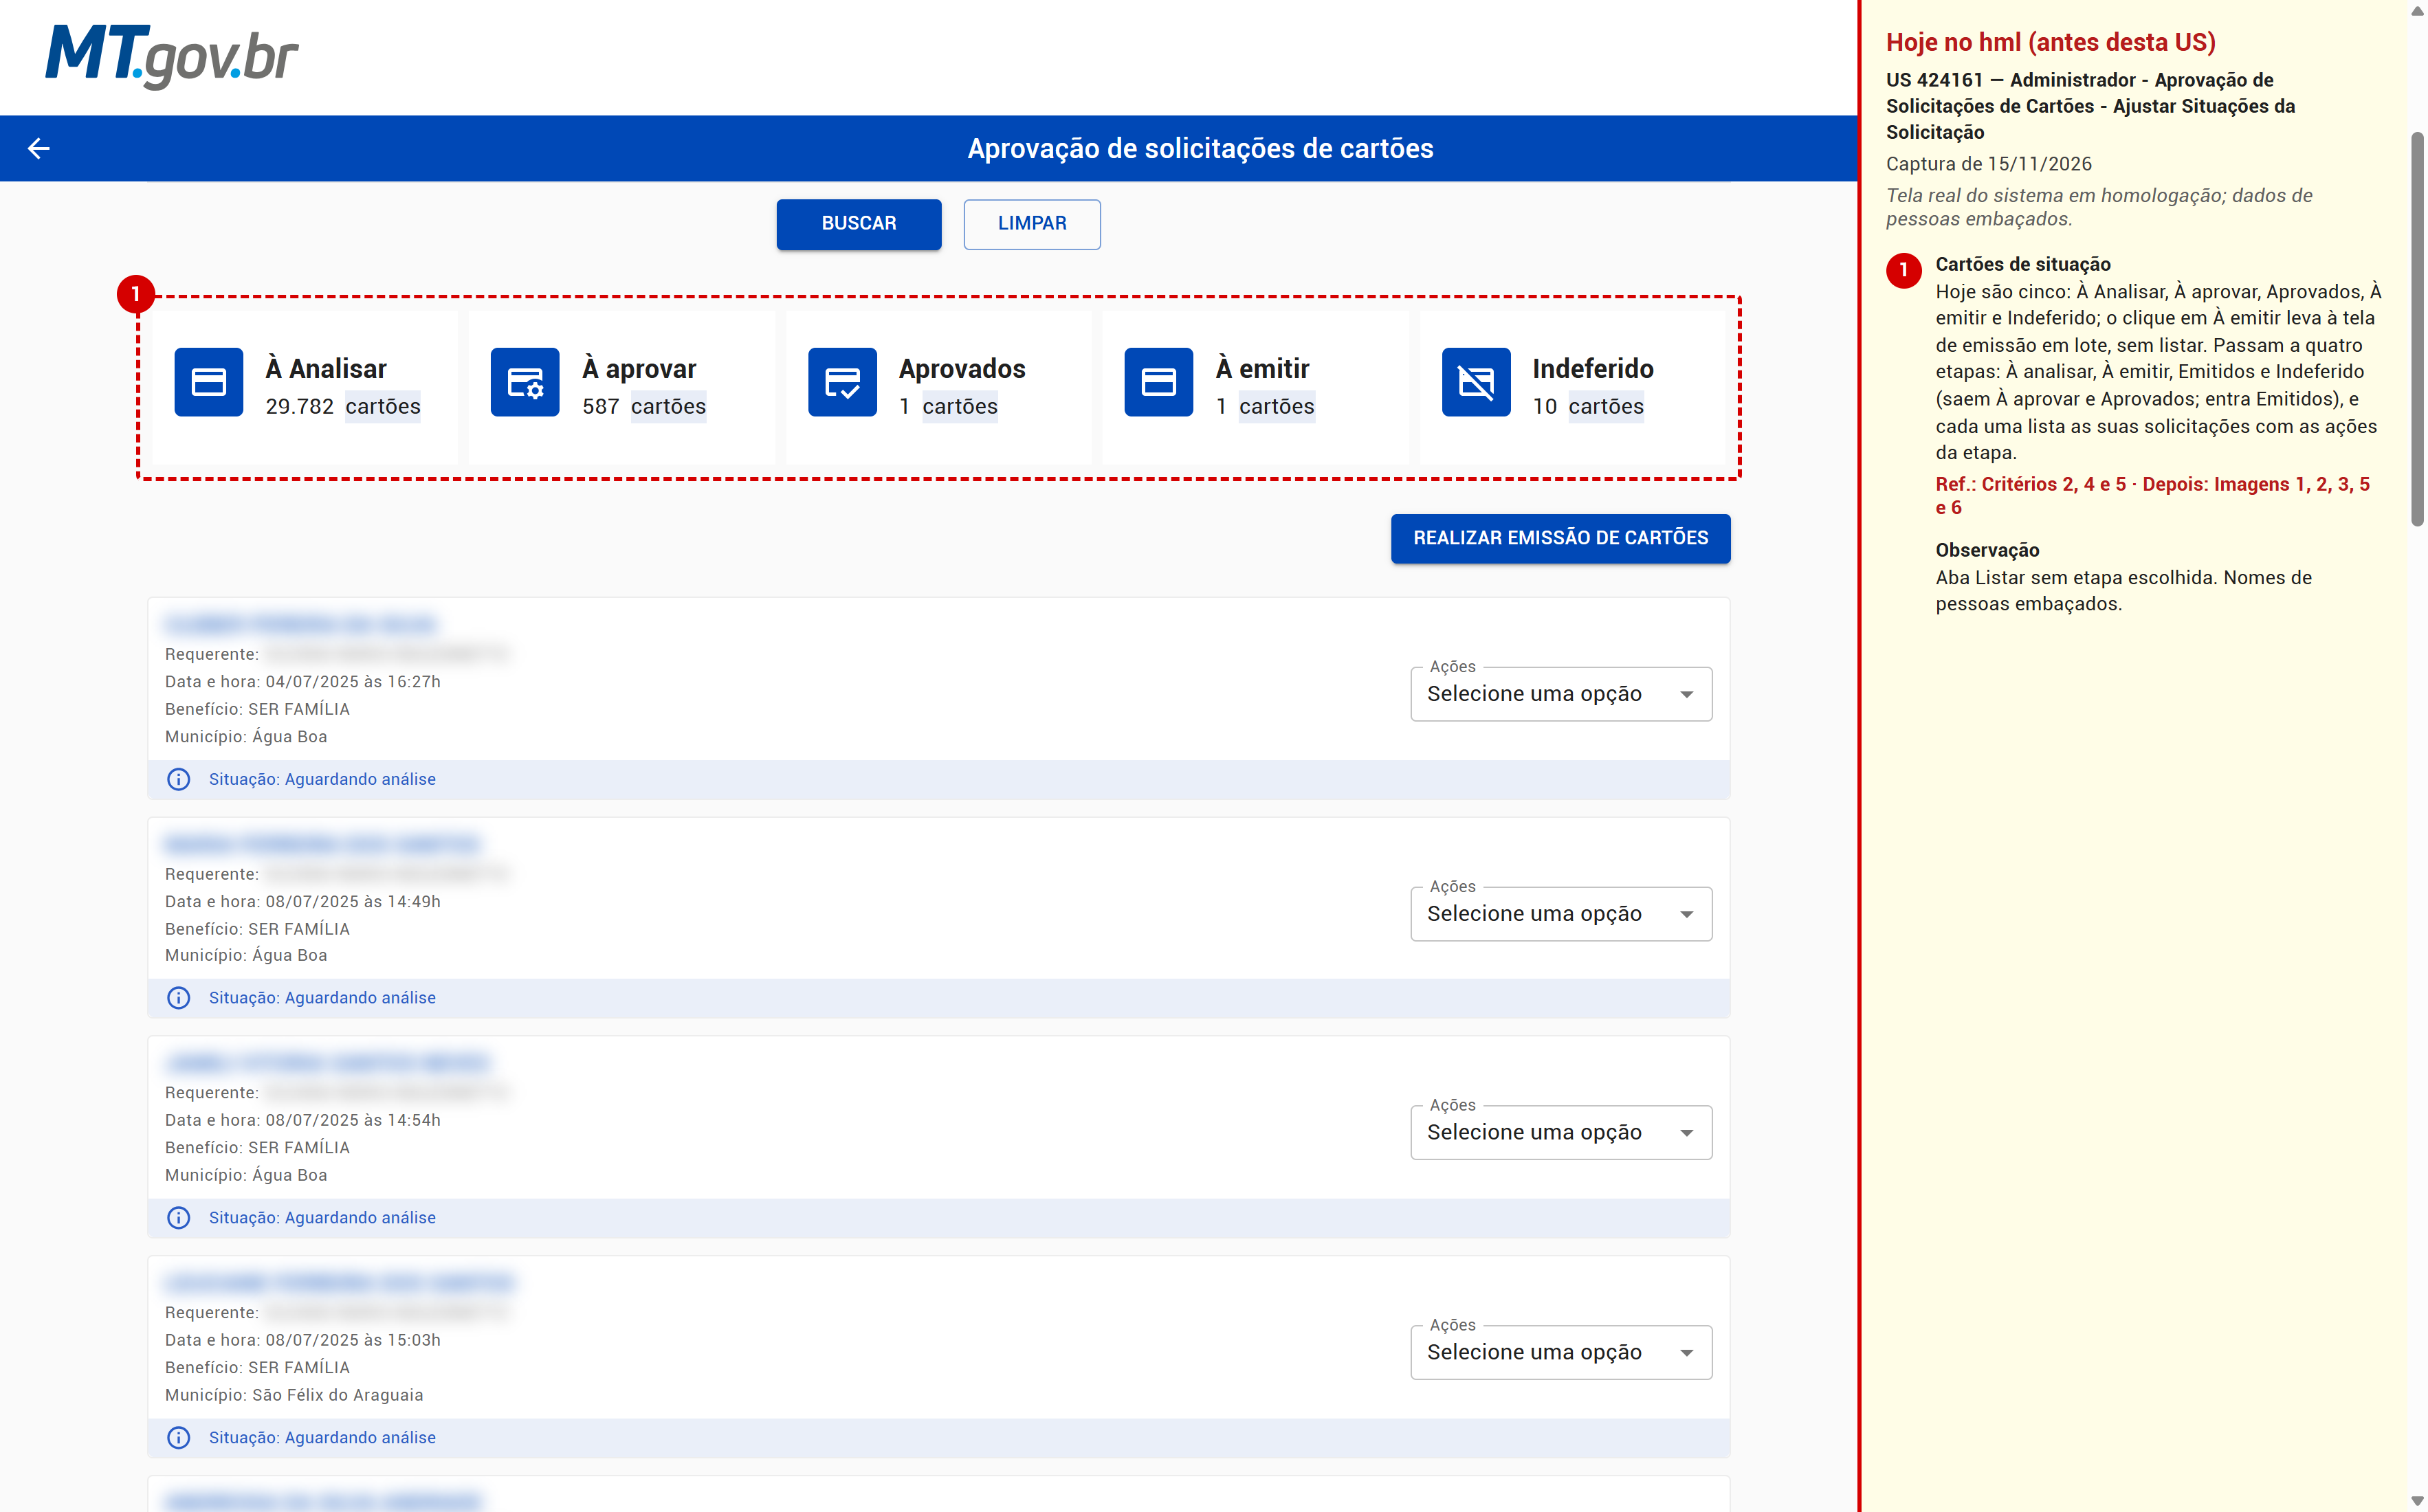 MT.gov.br
Aprovação de solicitações de cartões
BUSCAR
LIMPAR
1
À Analisar
29.782 cartões
À aprovar
587 cartões
Aprovados
1 cartões
À emitir
1 cartões
Indeferido
10 cartões
REALIZAR EMISSÃO DE CARTÕES
Requerente:
Data e hora: 04/07/2025 às 16:27h
Benefício: SER FAMÍLIA
Município: Água Boa
Ações
Selecione uma opção
Situação: Aguardando análise
Requerente:
Data e hora: 08/07/2025 às 14:49h
Benefício: SER FAMÍLIA
Município: Água Boa
Ações
Selecione uma opção
Situação: Aguardando análise
Requerente:
Data e hora: 08/07/2025 às 14:54h
Benefício: SER FAMÍLIA
Município: Água Boa
Ações
Selecione uma opção
Situação: Aguardando análise
Requerente:
Data e hora: 08/07/2025 às 15:03h
Benefício: SER FAMÍLIA
Município: São Félix do Araguaia
Ações
Selecione uma opção
Situação: Aguardando análise
Hoje no hml (antes desta US)
US 424161 — Administrador - Aprovação de
Solicitações de Cartões - Ajustar Situações da
Solicitação
Captura de 15/11/2026
Tela real do sistema em homologação; dados de
pessoas embaçados.
1
Cartões de situação
Hoje são cinco: À Analisar, À aprovar, Aprovados, À
emitir e Indeferido; o clique em À emitir leva à tela
de emissão em lote, sem listar. Passam a quatro
etapas: À analisar, À emitir, Emitidos e Indeferido
(saem À aprovar e Aprovados; entra Emitidos), e
cada uma lista as suas solicitações com as ações
da etapa.
Ref.: Critérios 2, 4 e 5 · Depois: Imagens 1, 2, 3, 5
e 6
Observação
Aba Listar sem etapa escolhida. Nomes de
pessoas embaçados.